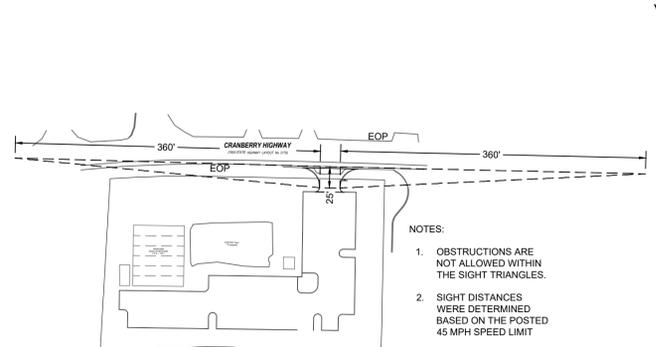 EOP
360'
CRANBERRY HIGHWAY
360'
EOP
25'
NOTES:
1. OBSTRUCTIONS ARE
NOT ALLOWED WITHIN
THE SIGHT TRIANGLES.
2. SIGHT DISTANCES
WERE DETERMINED
BASED ON THE POSTED
45 MPH SPEED LIMIT